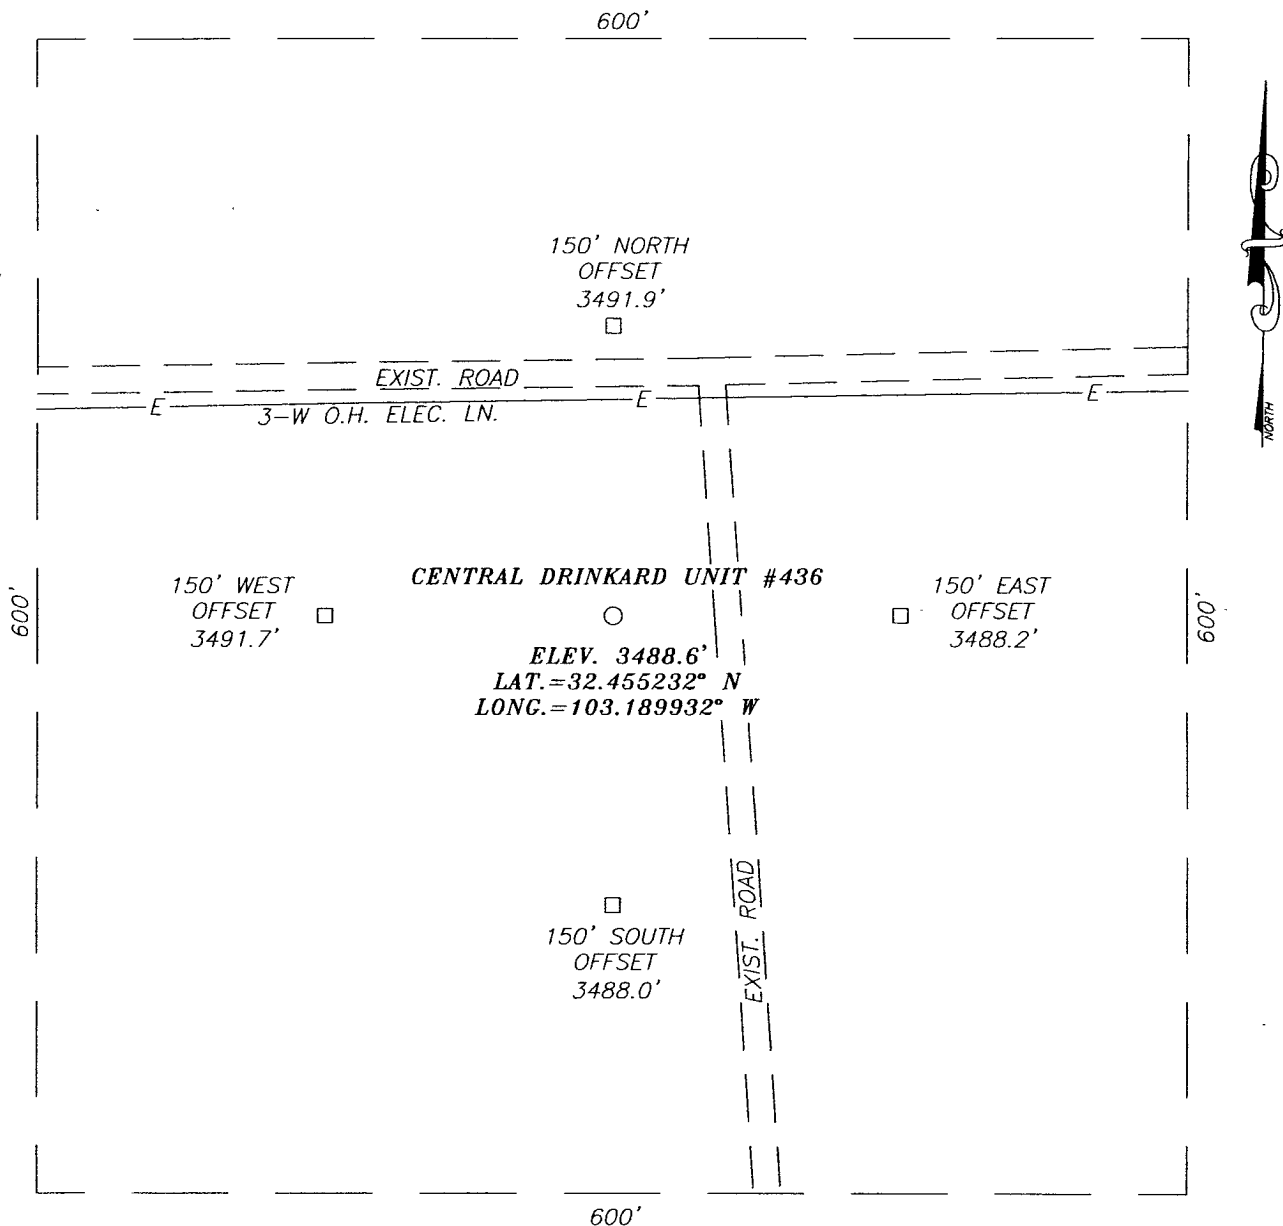 600'
150' NORTH
OFFSET
3491.9'
EXIST. ROAD
E
E
E
3-W O.H. ELEC. LN.
NORTH
CENTRAL DRINKARD UNIT #436
150' WEST
OFFSET
3491.7'
150' EAST
OFFSET
3488.2'
600'
600'
ELEV. 3488.6'
LAT.=32.455232° N
LONG.=103.189932° W
EXIST. ROAD
150' SOUTH
OFFSET
3488.0'
600'